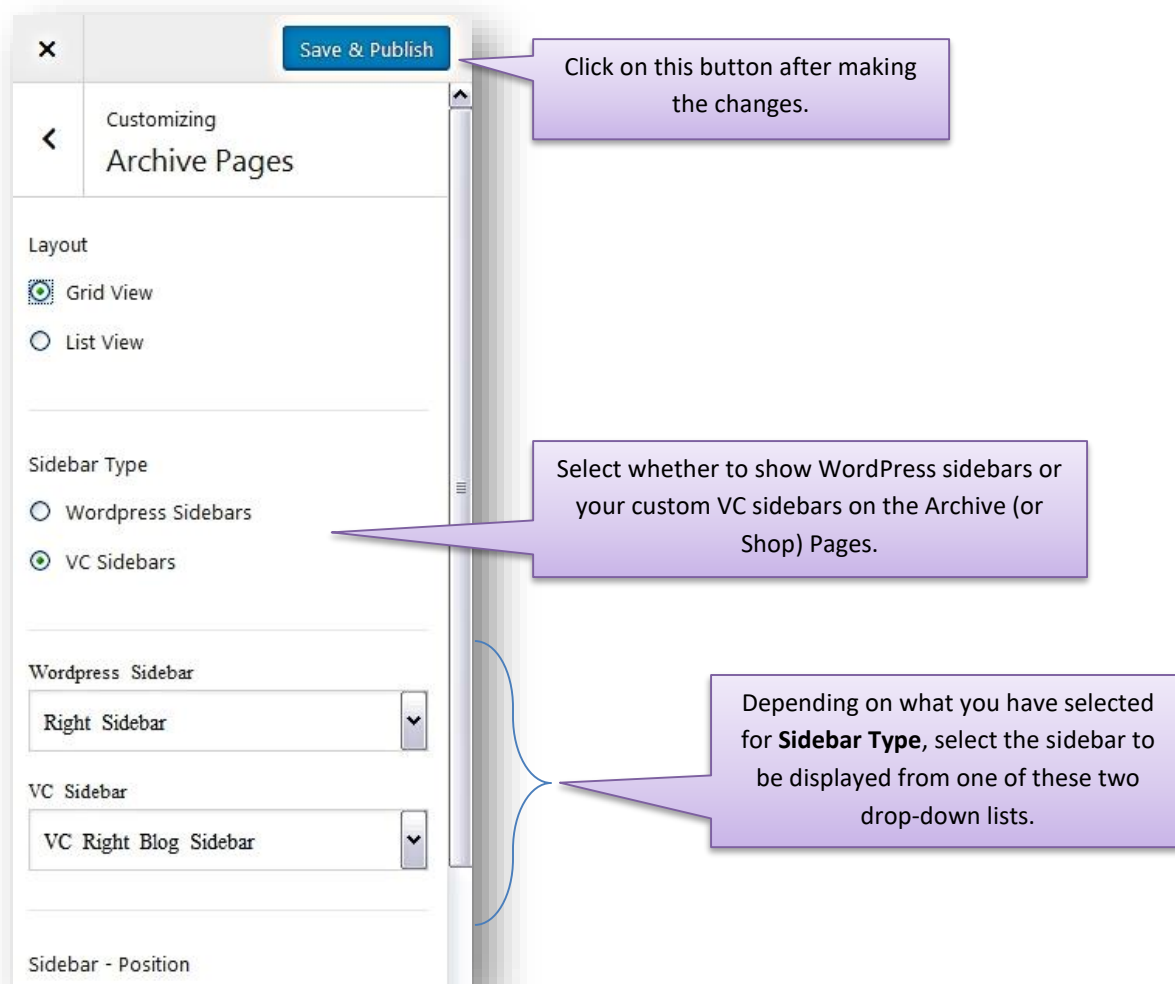 Save & Publish
Click on this button after making
the changes.
Customizing
Archive Pages
Layout
Grid View
List View
Sidebar Type
Wordpress Sidebars
VC Sidebars
Select whether to show WordPress sidebars or
your custom VC sidebars on the Archive (or
Shop) Pages.
Wordpress Sidebar
Right Sidebar
VC Sidebar
VC Right Blog Sidebar
Depending on what you have selected
for Sidebar Type, select the sidebar to
be displayed from one of these two
drop-down lists.
Sidebar - Position